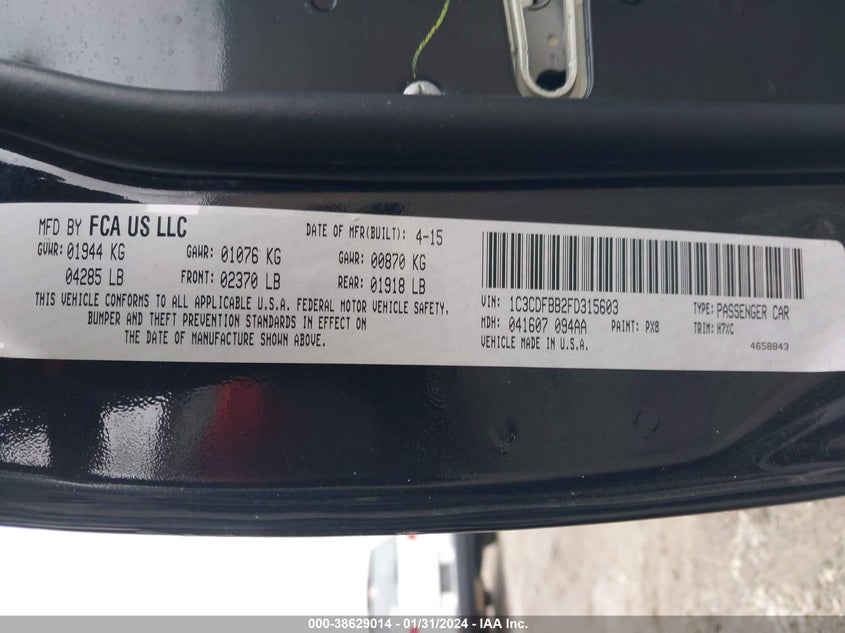 MFD BY FCA US LLC DATE OF MFR(BUILT): 4-15
GVWR: 01944 KG GAWR: 01076 KG GAWR: 00870 KG
04285 LB FRONT: 02370 LB REAR: 01918 LB
THIS VEHICLE CONFORMS TO ALL APPLICABLE U.S.A. FEDERAL MOTOR VEHICLE SAFETY,
BUMPER AND THEFT PREVENTION STANDARDS IN EFFECT ON
THE DATE OF MANUFACTURE SHOWN ABOVE.
VIN: 1C3CDFBB2FD315603 TYPE: PASSENGER CAR
MDH: 041607 094AA PAINT: PX8 TRIM: H7XC
VEHICLE MADE IN U.S.A. 4658843
000-38629014 - 01/31/2024 - IAA Inc.